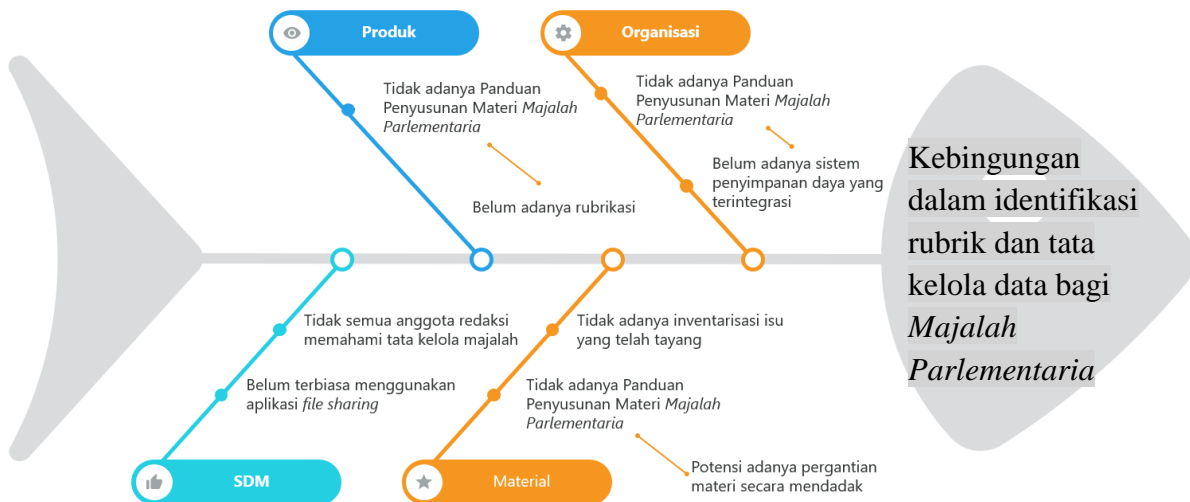 Produk
Organisasi
Tidak adanya Panduan
Penyusunan Materi Majalah
Parlementaria
Belum adanya rubrikasi
Tidak adanya Panduan
Penyusunan Materi Majalah
Parlementaria
Belum adanya sistem
penyimpanan daya yang
terintegrasi
Kebingungan
dalam identifikasi
rubrik dan tata
kelola data bagi
Majalah
Parlementaria
Tidak semua anggota redaksi
memahami tata kelola majalah
Belum terbiasa menggunakan
aplikasi file sharing
Tidak adanya inventarisasi isu
yang telah tayang
Tidak adanya Panduan
Penyusunan Materi Majalah
Parlementaria
Potensi adanya pergantian
materi secara mendadak
SDM
Material